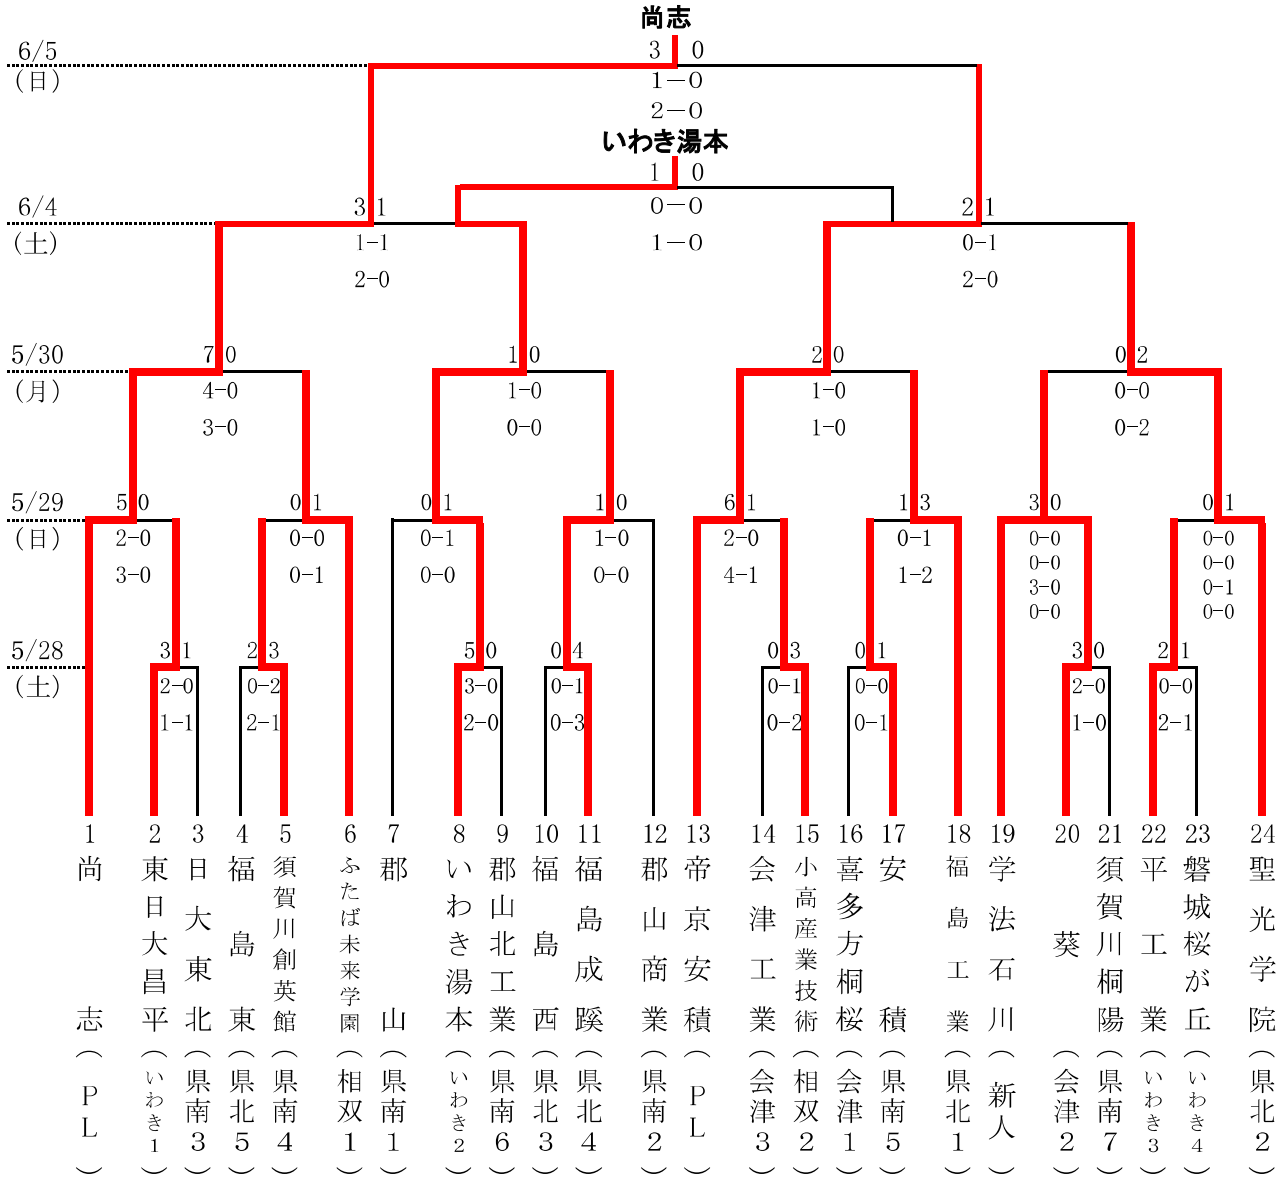 尚志
6/5
(日)
3 0
1-0
2-0
いわき湯本
1 0
0-0
1-0
6/4
(土)
3 1
1-1
2-0
2 1
0-1
2-0
5/30
(月)
7 0
4-0
3-0
1 0
1-0
0-0
2 0
1-0
1-0
0 2
0-0
0-2
5/29
(日)
5 0
2-0
3-0
0 1
0-0
0-1
0 1
0-1
0-0
1 0
1-0
0-0
6 1
2-0
4-1
1 3
0-1
1-2
3 0
0-0
0-0
3-0
0-0
0 1
0-0
0-0
0-1
0-0
5/28
(土)
3 1
2-0
1-1
2 3
0-2
2-1
5 0
3-0
2-0
0 4
0-1
0-3
0 3
0-1
0-2
0 1
0-0
0-1
3 0
2-0
1-0
2 1
0-0
2-1
1 尚志(PL)
2 東日大昌平(いわき1)
3 日大東北(県南3)
4 福島東(県北5)
5 須賀川創英館(県南4)
6 ふたば未来学園(相双1)
7 郡山(県南1)
8 いわき湯本(いわき2)
9 郡山北工業(県南6)
10 福島西(県北3)
11 福島成蹊(県北4)
12 郡山商業(県南2)
13 帝京安積(PL)
14 会津工業(会津3)
15 小高産業技術(相双2)
16 喜多方桐桜(会津1)
17 安積(県南5)
18 福島工業(県北1)
19 学法石川(新人)
20 葵(会津2)
21 須賀川桐陽(県南7)
22 平工業(いわき3)
23 磐城桜が丘(いわき4)
24 聖光学院(県北2)